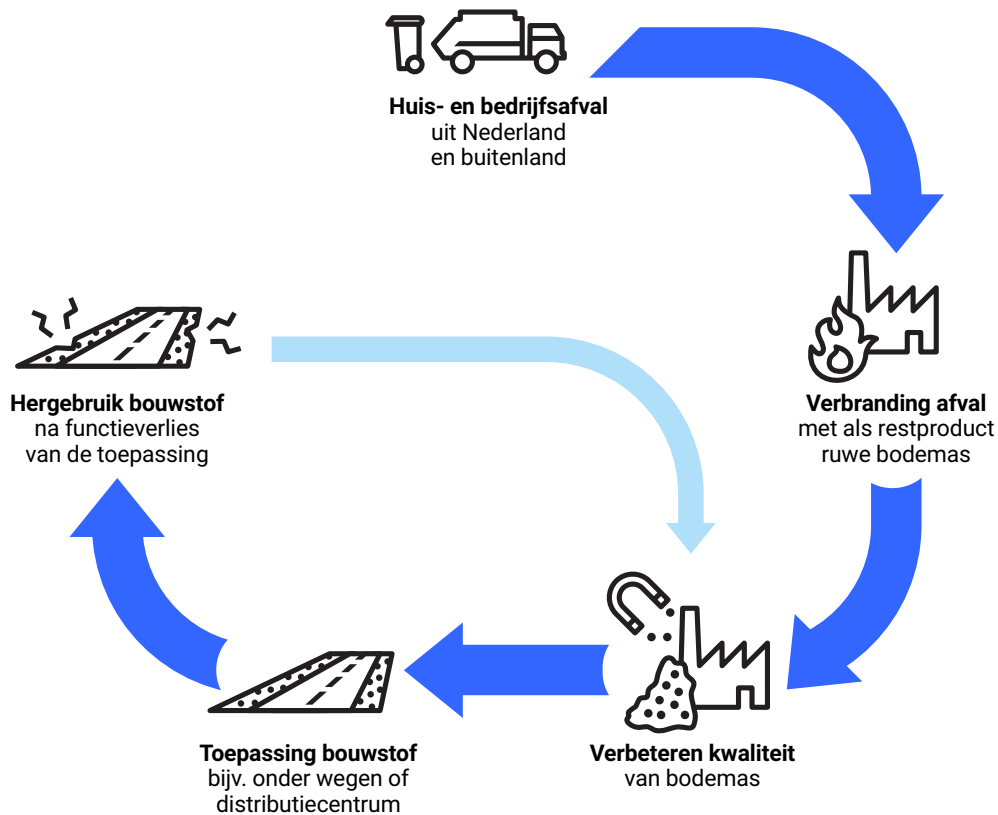 Huis- en bedrijfsafval
uit Nederland
en buitenland
Verbranding afval
met als restproduct
ruwe bodemas
Verbeteren kwaliteit
van bodemas
Toepassing bouwstof
bijv. onder wegen of
distributiecentrum
Hergebruik bouwstof
na functieverlies
van de toepassing